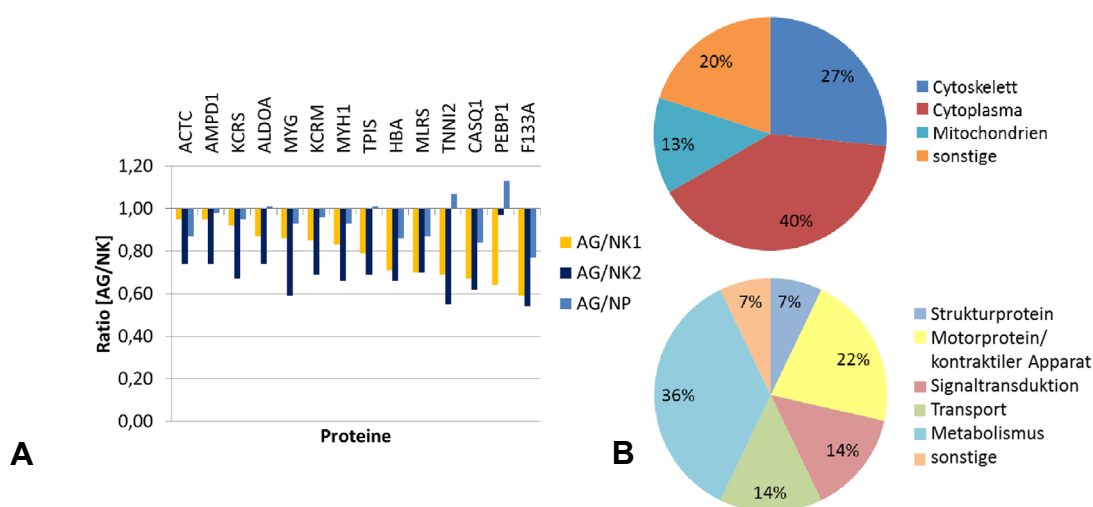 ACTC
AMPD1
KCRS
ALDOA
MYG
KCRM
MYH1
TPIS
HBA
MLRS
TNNI2
CASQ1
PEBP1
F133A
1,20
1,00
0,80
0,60
0,40
0,20
0,00
Ratio [AG/NK]
Proteine
AG/NK1
AG/NK2
AG/NP
A
20%
27%
13%
40%
Cytoskelett
Cytoplasma
Mitochondrien
sonstige
7%
7%
22%
36%
14%
14%
Strukturprotein
Motorprotein/
kontraktiler Apparat
Signaltransduktion
Transport
Metabolismus
sonstige
B